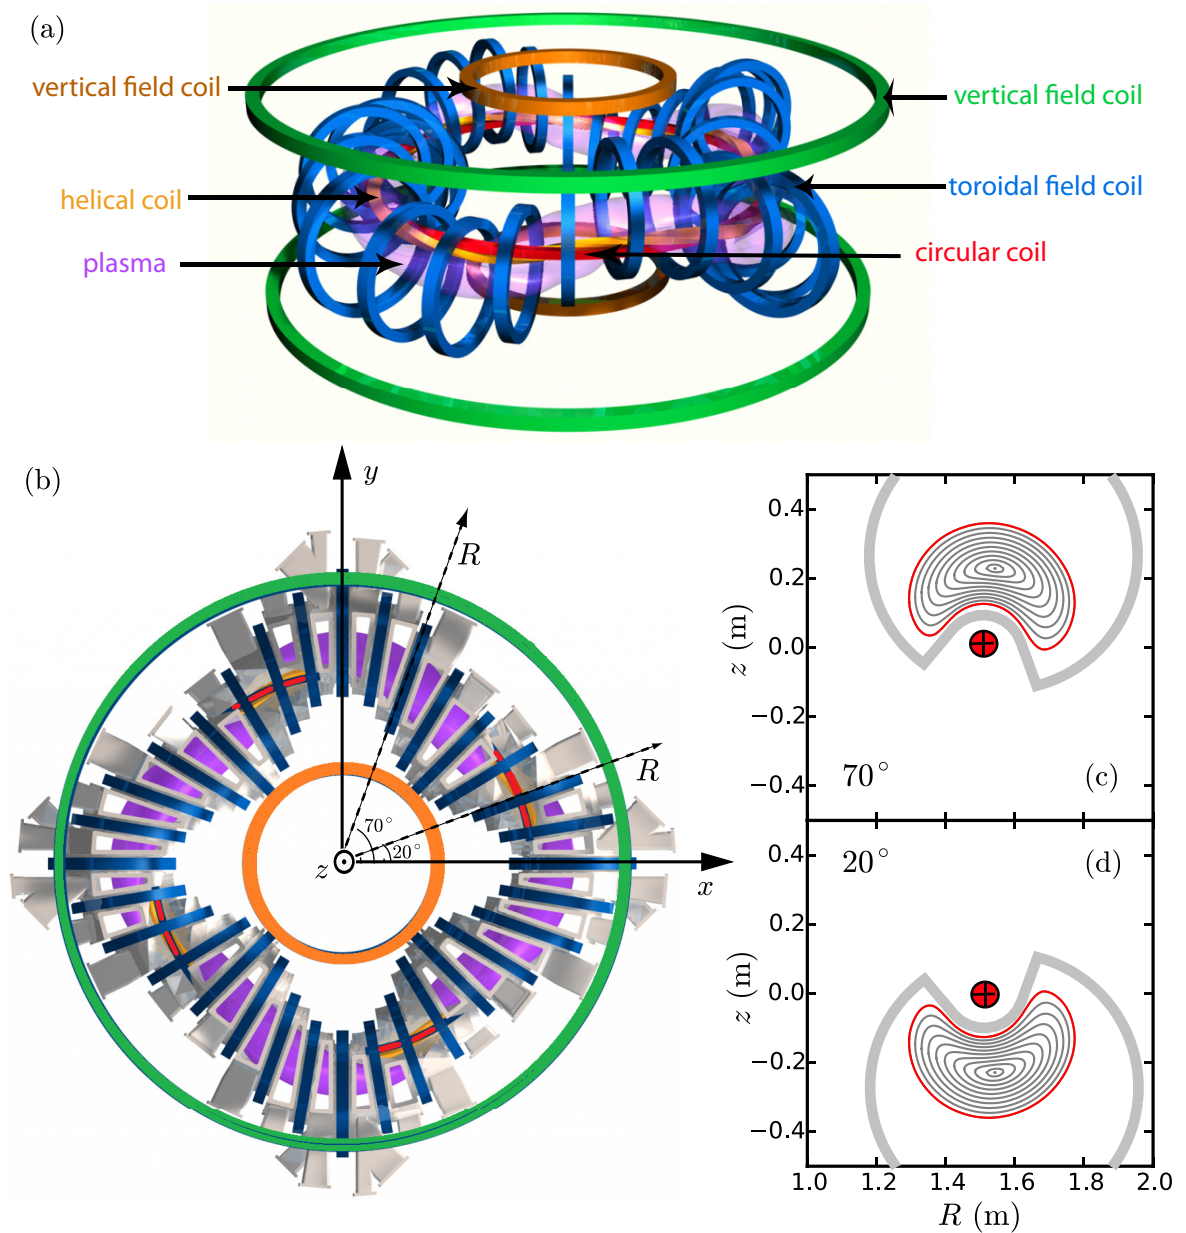 (a)
vertical field coil
vertical field coil
helical coil
toroidal field coil
plasma
circular coil
(b)
y
R
R
70°
20°
z
x
0.4
0.2
0.0
−0.2
−0.4
z (m)
70°
(c)
20°
(d)
0.4
0.2
0.0
−0.2
−0.4
z (m)
1.0 1.2 1.4 1.6 1.8 2.0
R (m)